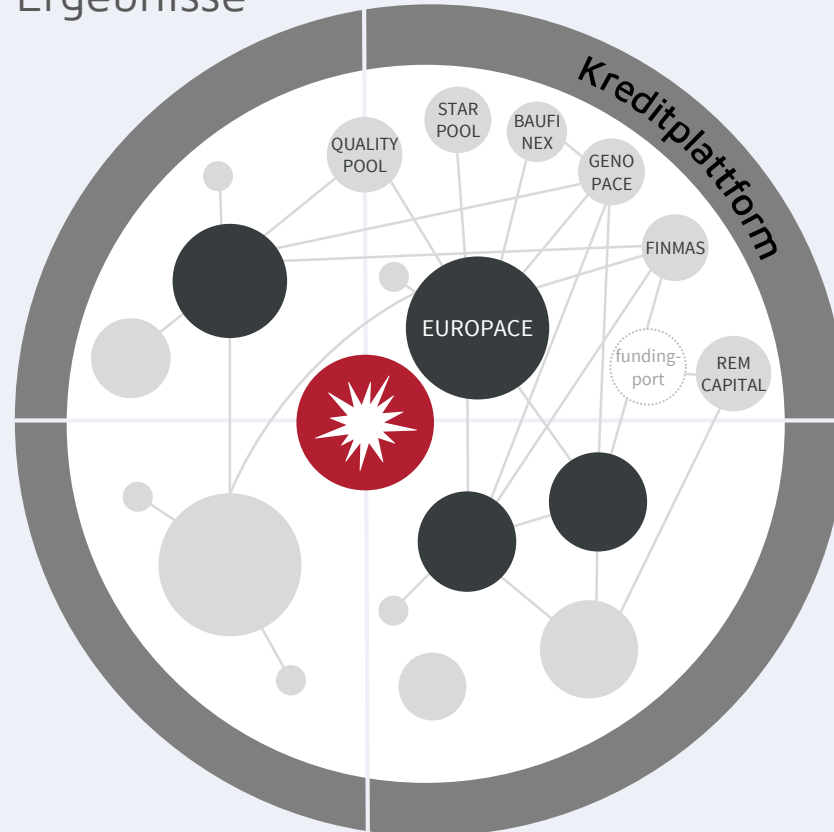 Ergebnisse
Kreditplattform
STAR
POOL
BAUFI
NEX
QUALITY
POOL
GENO
PACE
FINMAS
EUROPACE
funding-
port
REM
CAPITAL